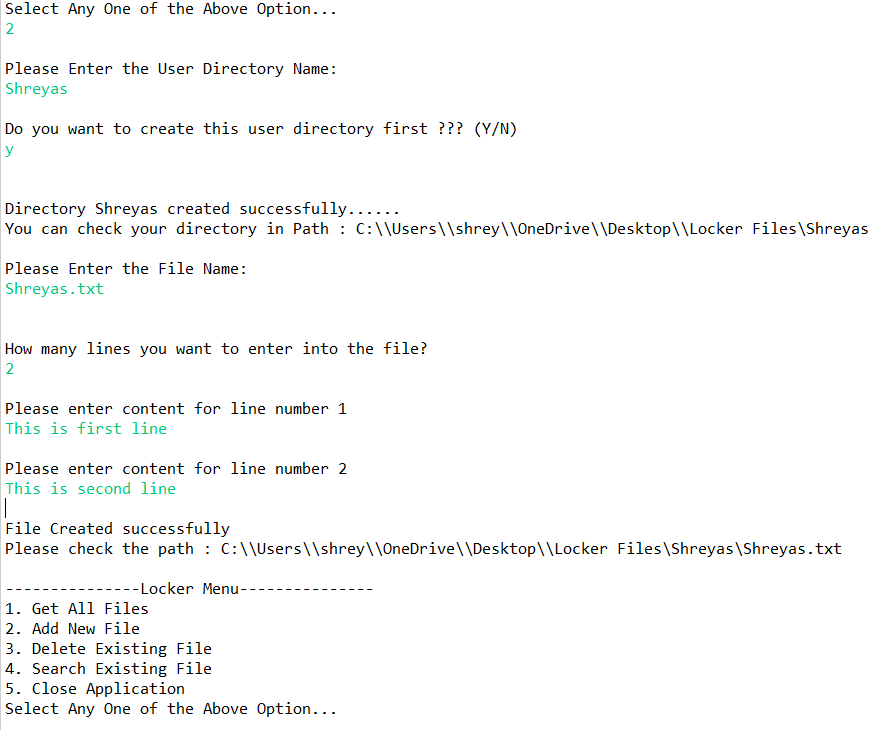 Select Any One of the Above Option...
2
Please Enter the User Directory Name:
Shreyas
Do you want to create this user directory first ??? (Y/N)
y
Directory Shreyas created successfully......
You can check your directory in Path : C:\\Users\\shrey\\OneDrive\\Desktop\\Locker Files\Shreyas
Please Enter the File Name:
Shreyas.txt
How many lines you want to enter into the file?
2
Please enter content for line number 1
This is first line
Please enter content for line number 2
This is second line
File Created successfully
Please check the path : C:\\Users\\shrey\\OneDrive\\Desktop\\Locker Files\Shreyas\Shreyas.txt
---------------Locker Menu---------------
1. Get All Files
2. Add New File
3. Delete Existing File
4. Search Existing File
5. Close Application
Select Any One of the Above Option...